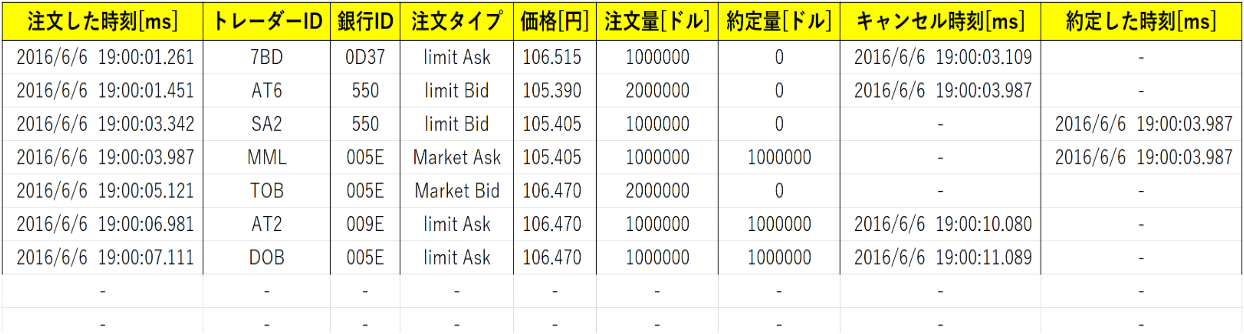 注文した時刻[ms] トレーダーID 銀行ID 注文タイプ 価格[円] 注文量[ドル] 約定量[ドル] キャンセル時刻[ms] 約定した時刻[ms]
2016/6/6 19:00:01.261 7BD 0D37 limit Ask 106.515 1000000 0 2016/6/6 19:00:03.109 -
2016/6/6 19:00:01.451 AT6 550 limit Bid 105.390 2000000 0 2016/6/6 19:00:03.987 -
2016/6/6 19:00:03.342 SA2 550 limit Bid 105.405 1000000 0 - 2016/6/6 19:00:03.987
2016/6/6 19:00:03.987 MML 005E Market Ask 105.405 1000000 1000000 - 2016/6/6 19:00:03.987
2016/6/6 19:00:05.121 TOB 005E Market Bid 106.470 2000000 0 - -
2016/6/6 19:00:06.981 AT2 009E limit Ask 106.470 1000000 1000000 2016/6/6 19:00:10.080 -
2016/6/6 19:00:07.111 DOB 005E limit Ask 106.470 1000000 1000000 2016/6/6 19:00:11.089 -
- - - - - - - - -
- - - - - - - - -